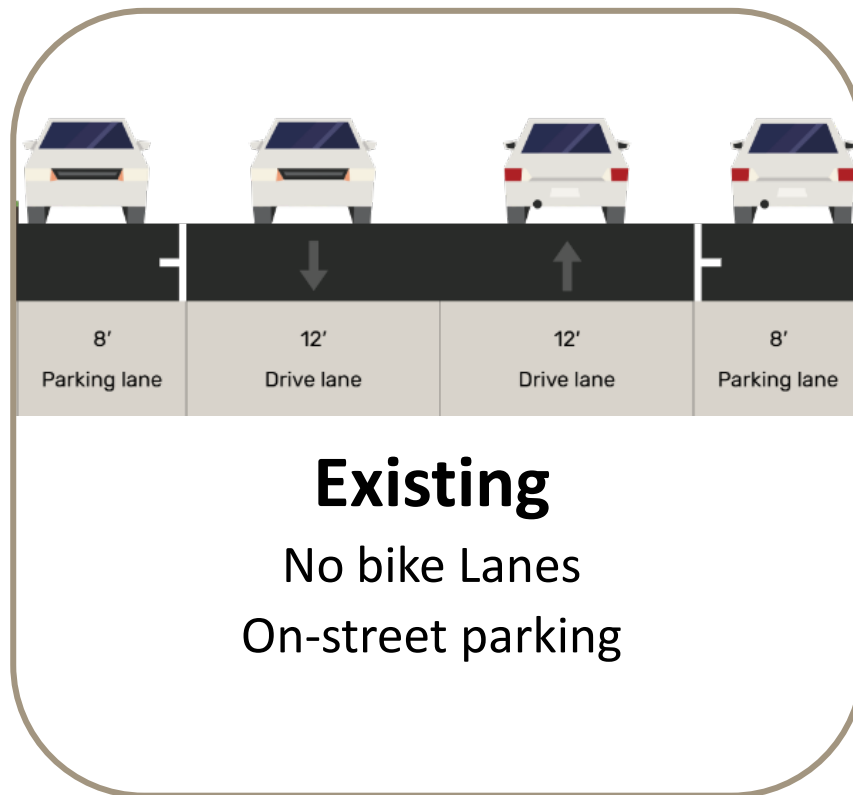 8′ 12′ 12′ 8′
Parking lane Drive lane Drive lane Parking lane
Existing
No bike Lanes
On-street parking